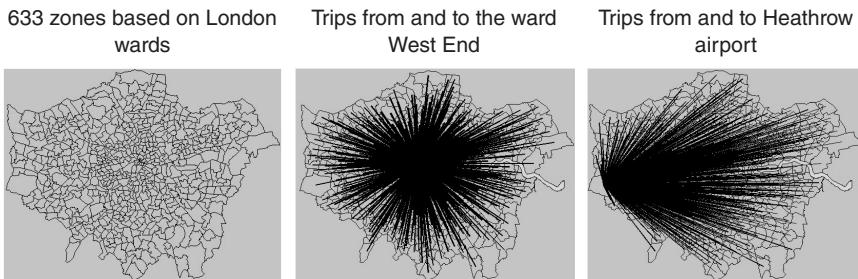 633 zones based on London
wards
Trips from and to the ward
West End
Trips from and to Heathrow
airport